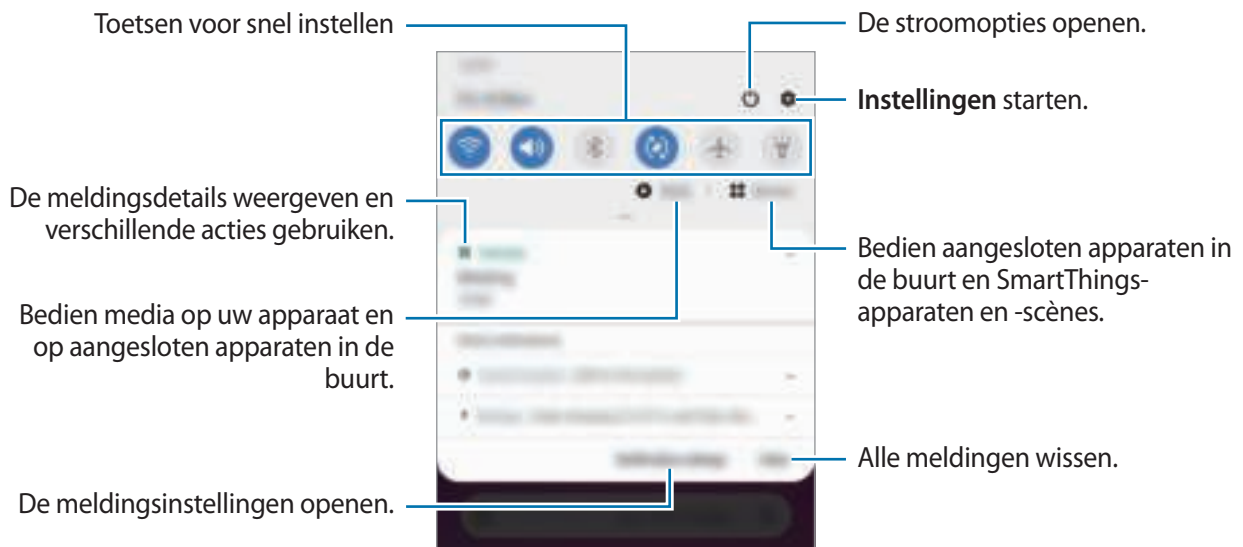 Toetsen voor snel instellen
De stroomopties openen.
Instellingen starten.
De meldingsdetails weergeven en
verschillende acties gebruiken.
Bedien aangesloten apparaten in
de buurt en SmartThings-
apparaten en -scènes.
Bedien media op uw apparaat en
op aangesloten apparaten in de
buurt.
Alle meldingen wissen.
De meldingsinstellingen openen.